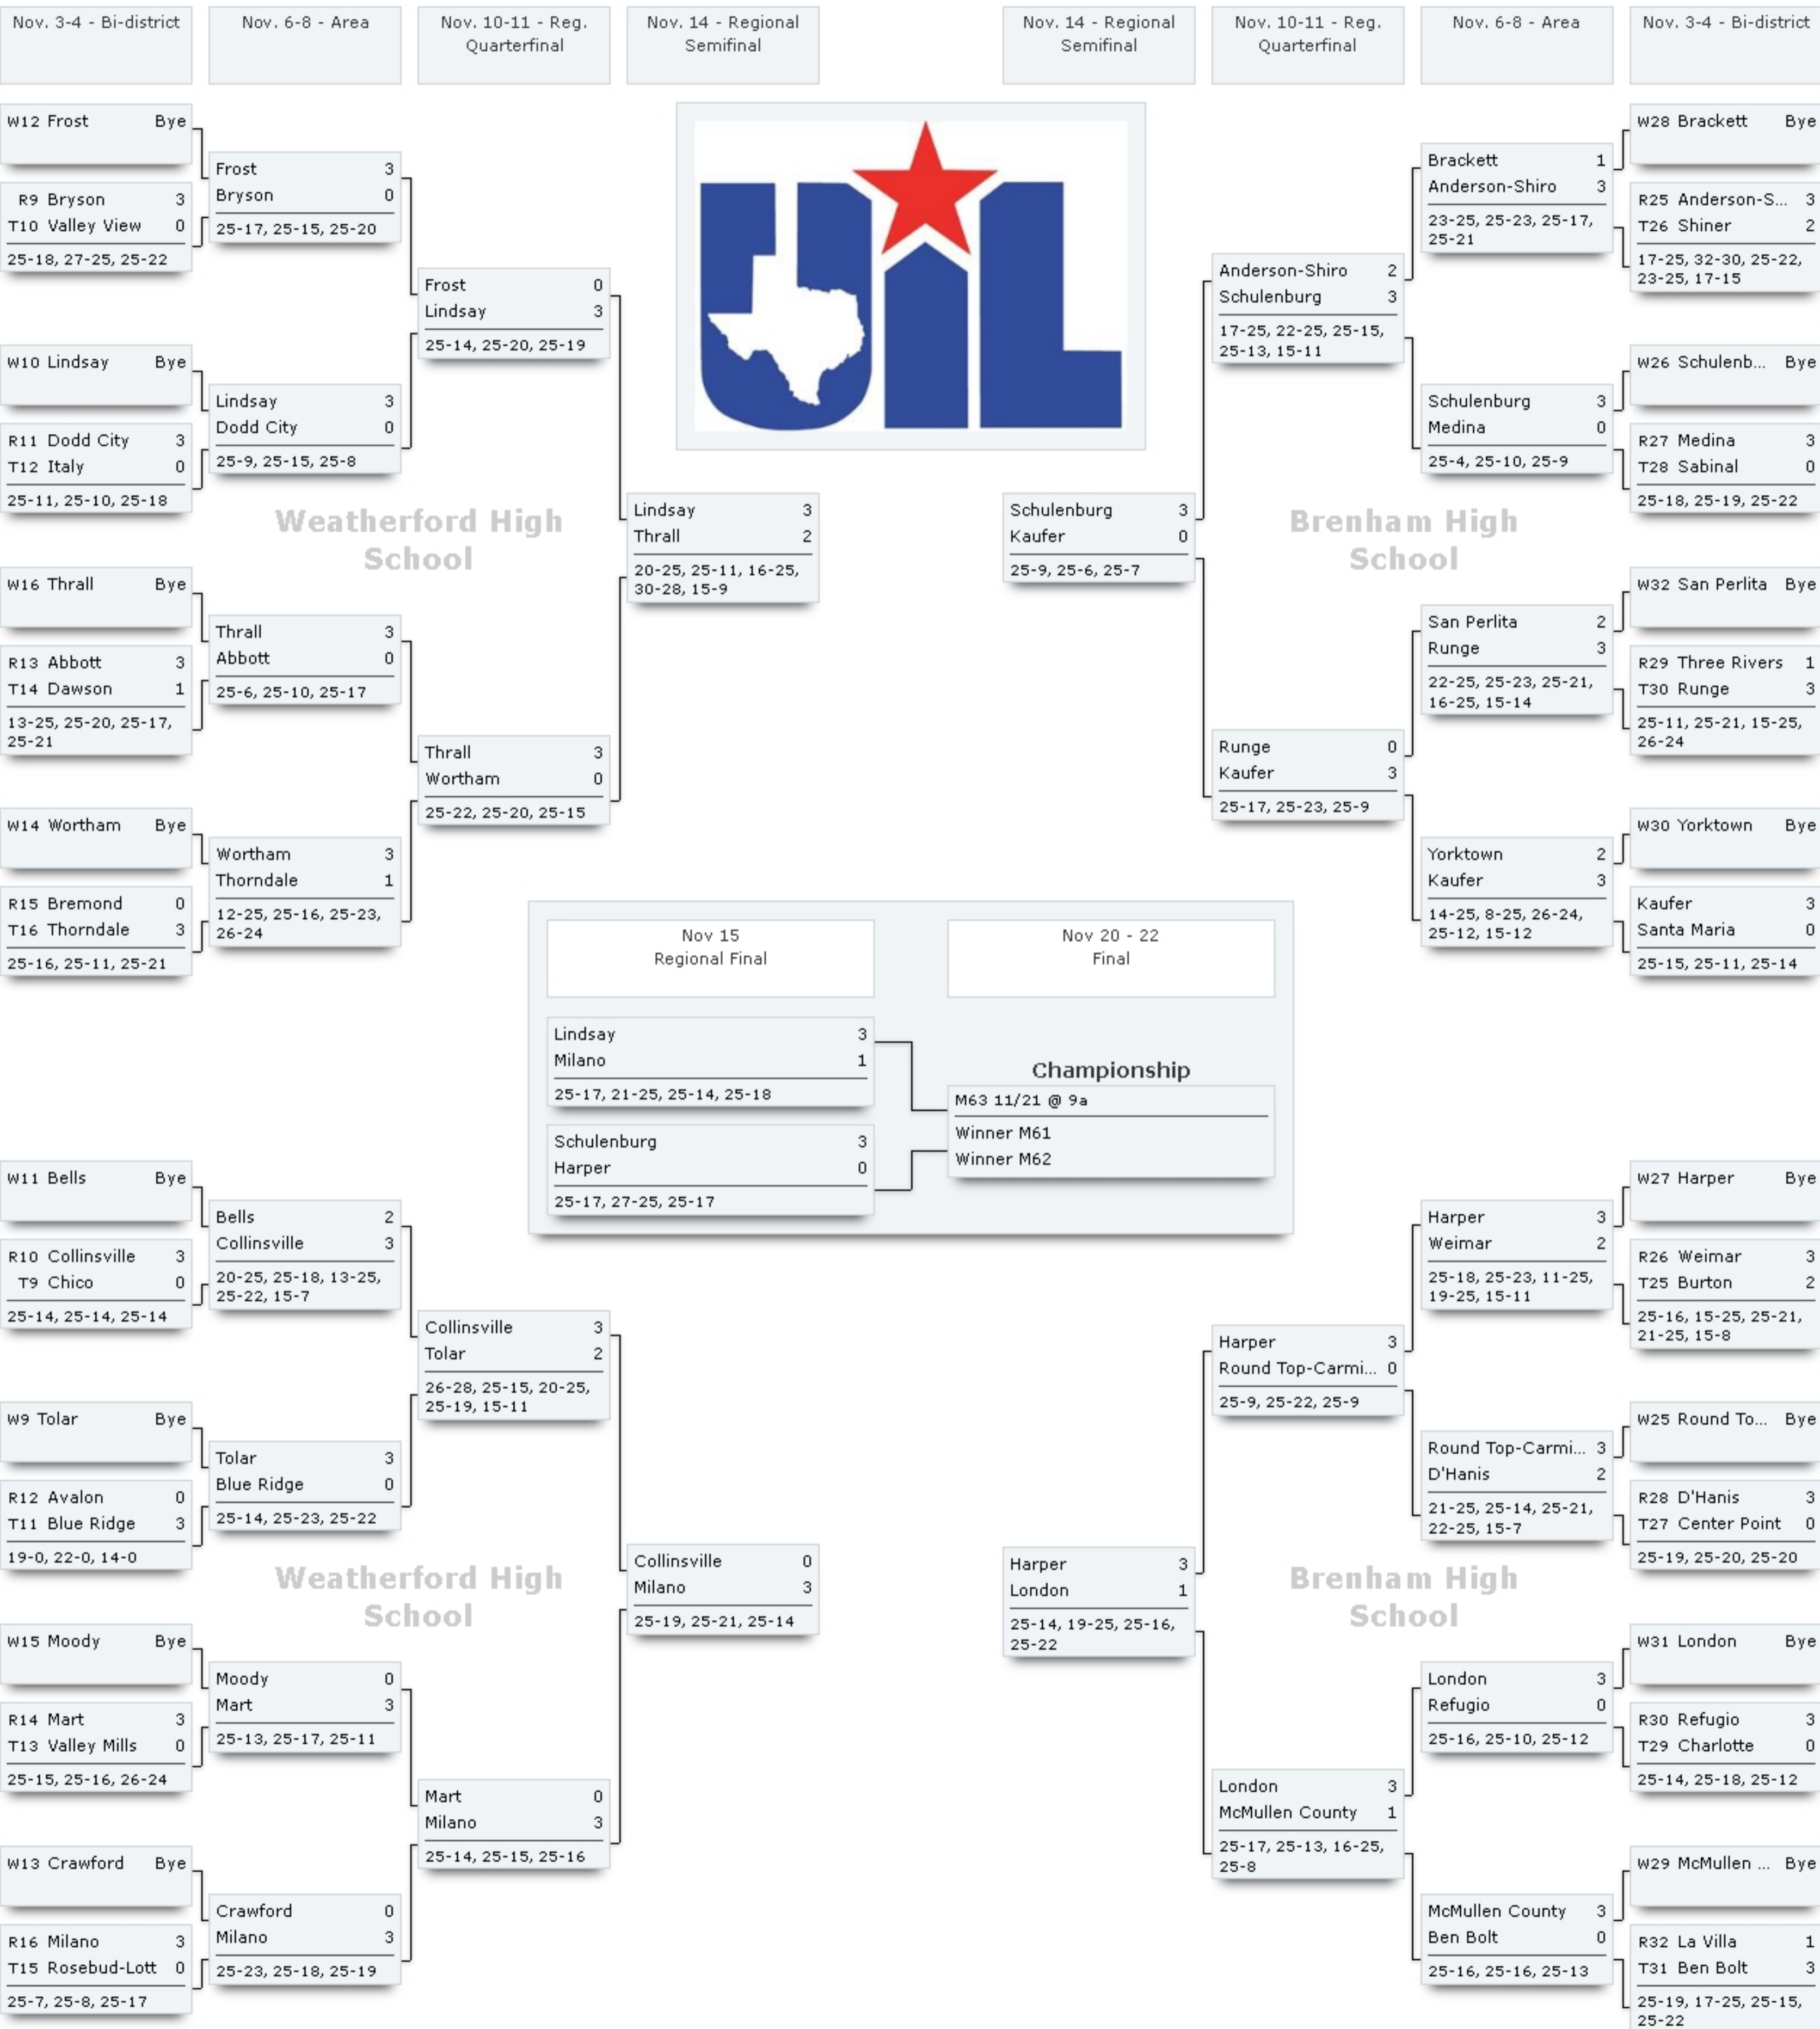 Nov. 3-4 - Bi-district
Nov. 6-8 - Area
Nov. 10-11 - Reg.
Quarterfinal
Nov. 14 - Regional
Semifinal
Nov. 14 - Regional
Semifinal
Nov. 10-11 - Reg.
Quarterfinal
Nov. 6-8 - Area
Nov. 3-4 - Bi-district
W12 Frost Bye
R9 Bryson 3
T10 Valley View 0
25-18, 27-25, 25-22
W10 Lindsay Bye
R11 Dodd City 3
T12 Italy 0
25-11, 25-10, 25-18
W16 Thrall Bye
R13 Abbott 3
T14 Dawson 1
13-25, 25-20, 25-17,
25-21
W14 Wortham Bye
R15 Bremond 0
T16 Thorndale 3
25-16, 25-11, 25-21
Frost 3
Bryson 0
25-17, 25-15, 25-20
Lindsay 3
Dodd City 0
25-9, 25-15, 25-8
Weatherford High
School
Thrall 3
Abbott 0
25-6, 25-10, 25-17
Wortham 3
Thorndale 1
12-25, 25-16, 25-23,
26-24
Frost 0
Lindsay 3
25-14, 25-20, 25-19
Thrall 3
Wortham 0
25-22, 25-20, 25-15
Lindsay 3
Thrall 2
20-25, 25-11, 16-25,
30-28, 15-9
UIL
Schulenburg 3
Kaufer 0
25-9, 25-6, 25-7
Anderson-Shiro 2
Schulenburg 3
17-25, 22-25, 25-15,
25-13, 15-11
Brenham High
School
Runge 0
Kaufer 3
25-17, 25-23, 25-9
Brackett 1
Anderson-Shiro 3
23-25, 25-23, 25-17,
25-21
Schulenburg 3
Medina 0
25-4, 25-10, 25-9
San Perlita 2
Runge 3
22-25, 25-23, 25-21,
16-25, 15-14
Yorktown 2
Kaufer 3
14-25, 8-25, 26-24,
25-12, 15-12
W28 Brackett Bye
R25 Anderson-S... 3
T26 Shiner 2
17-25, 32-30, 25-22,
23-25, 17-15
W26 Schulenb... Bye
R27 Medina 3
T28 Sabinal 0
25-18, 25-19, 25-22
W32 San Perlita Bye
R29 Three Rivers 1
T30 Runge 3
25-11, 25-21, 15-25,
26-24
W30 Yorktown Bye
Kaufer 3
Santa Maria 0
25-15, 25-11, 25-14
Nov 15
Regional Final
Nov 20 - 22
Final
Lindsay 3
Milano 1
25-17, 21-25, 25-14, 25-18
Schulenburg 3
Harper 0
25-17, 27-25, 25-17
Championship
M63 11/21 @ 9a
Winner M61
Winner M62
W11 Bells Bye
R10 Collinsville 3
T9 Chico 0
25-14, 25-14, 25-14
W9 Tolar Bye
R12 Avalon 0
T11 Blue Ridge 3
19-0, 22-0, 14-0
W15 Moody Bye
R14 Mart 3
T13 Valley Mills 0
25-15, 25-16, 26-24
W13 Crawford Bye
R16 Milano 3
T15 Rosebud-Lott 0
25-7, 25-8, 25-17
Bells 2
Collinsville 3
20-25, 25-18, 13-25,
25-22, 15-7
Tolar 3
Blue Ridge 0
25-14, 25-23, 25-22
Weatherford High
School
Moody 0
Mart 3
25-13, 25-17, 25-11
Crawford 0
Milano 3
25-23, 25-18, 25-19
Collinsville 3
Tolar 2
26-28, 25-15, 20-25,
25-19, 15-11
Mart 0
Milano 3
25-14, 25-15, 25-16
Collinsville 0
Milano 3
25-19, 25-21, 25-14
Harper 3
London 1
25-14, 19-25, 25-16,
25-22
Harper 3
Round Top-Carmi... 0
25-9, 25-22, 25-9
Brenham High
School
London 3
McMullen County 1
25-17, 25-13, 16-25,
25-8
Harper 3
Weimar 2
25-18, 25-23, 11-25,
19-25, 15-11
Round Top-Carmi... 3
D'Hanis 2
21-25, 25-14, 25-21,
22-25, 15-7
London 3
Refugio 0
25-16, 25-10, 25-12
McMullen County 3
Ben Bolt 0
25-16, 25-16, 25-13
W27 Harper Bye
R26 Weimar 3
T25 Burton 2
25-16, 15-25, 25-21,
21-25, 15-8
W25 Round To... Bye
R28 D'Hanis 3
T27 Center Point 0
25-19, 25-20, 25-20
W31 London Bye
R30 Refugio 3
T29 Charlotte 0
25-14, 25-18, 25-12
W29 McMullen ... Bye
R32 La Villa 1
T31 Ben Bolt 3
25-19, 17-25, 25-15,
25-22